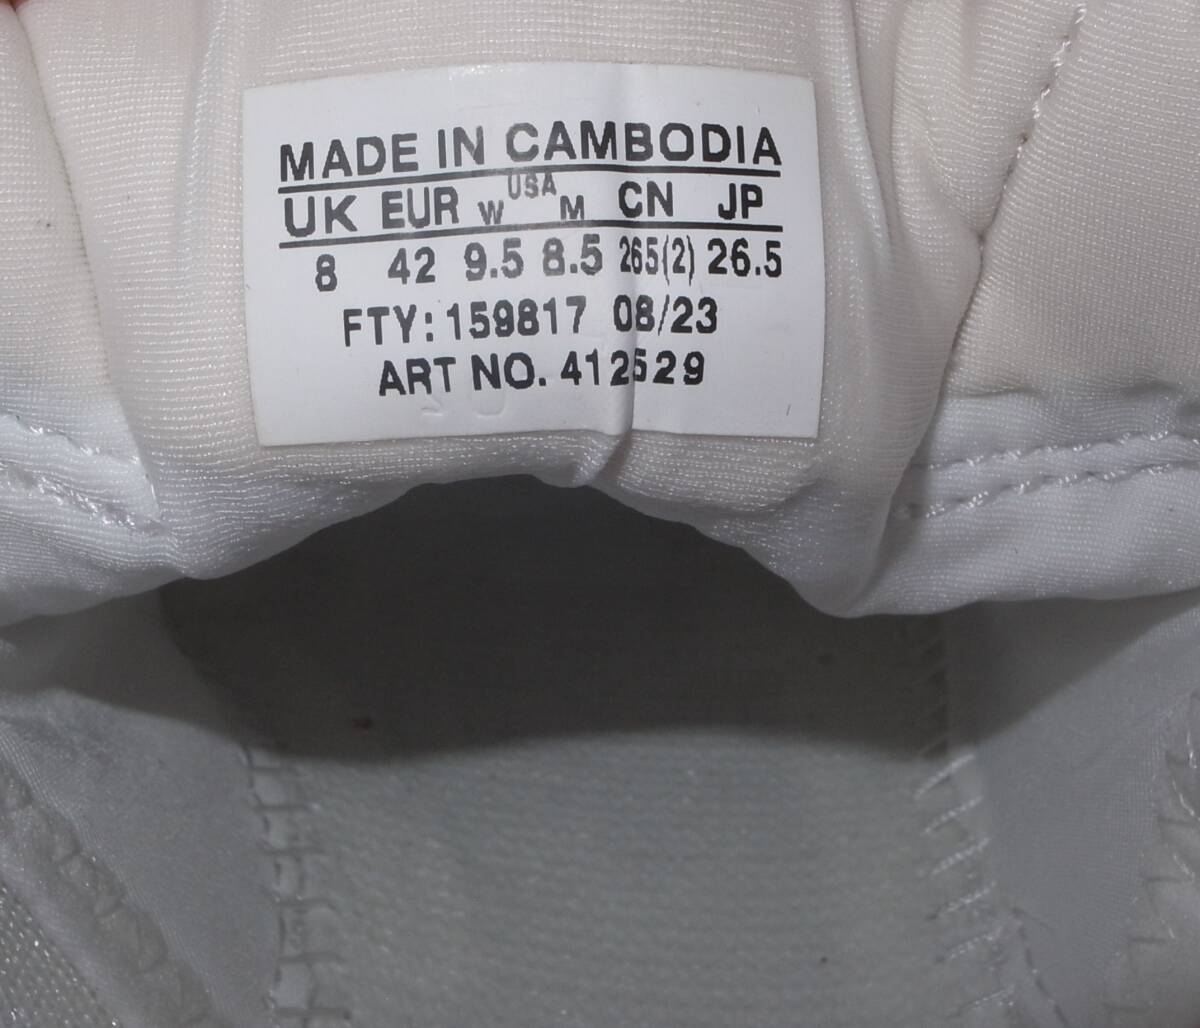 MADE IN CAMBODIA
UK EUR W USA M CN JP
8 42 9.5 8.5 265(2) 26.5
FTY: 159817 08/23
ART NO. 412529